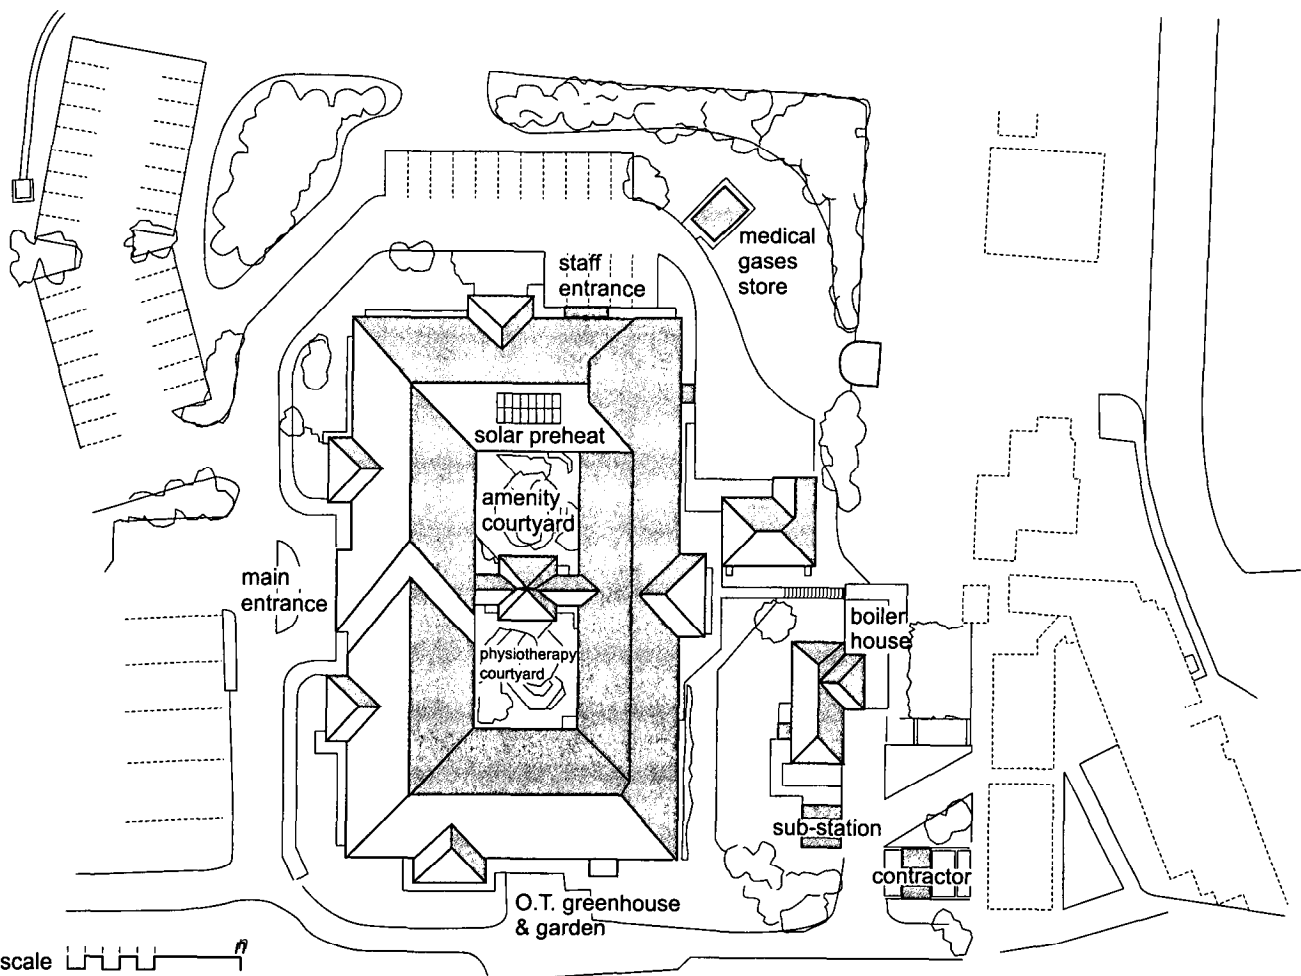 medical
gases
store
staff
entrance
solar preheat
amenity
courtyard
main
entrance
boiler
house
physiotherapy
courtyard
sub-station
contractor
O.T. greenhouse
& garden
scale